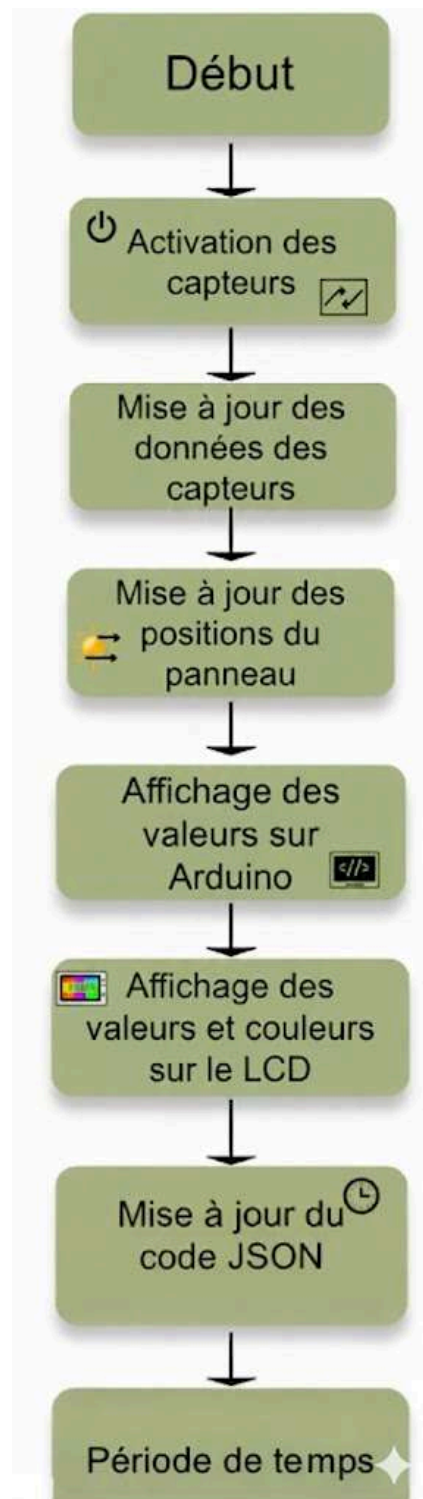 Début
Activation des
capteurs
Mise à jour des
données des
capteurs
Mise à jour des
positions du
panneau
Affichage des
valeurs sur
Arduino
</>
Affichage des
valeurs et couleurs
sur le LCD
Mise à jour du
code JSON
Période de temps